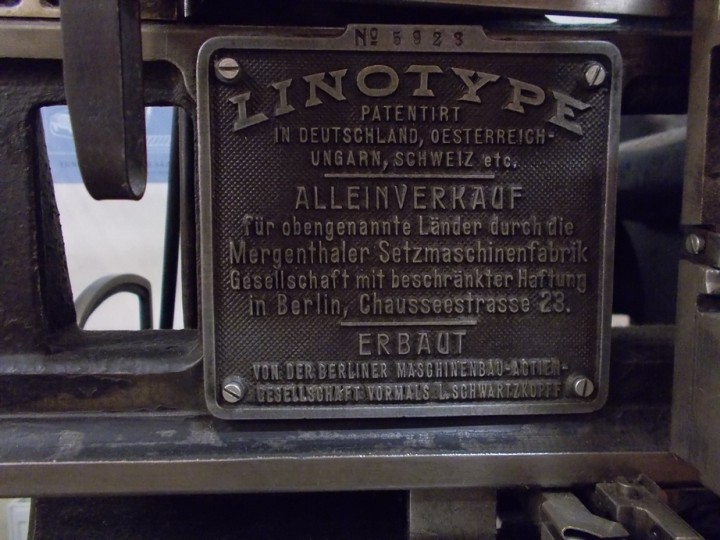 No 5923
LINOTYPE
PATENTIRT
IN DEUTSCHLAND, OESTERREICH-
UNGARN, SCHWEIZ etc.
ALLEINVERKAUF
für obengenannte Länder durch die
Mergenthaler Setzmaschinenfabrik
Gesellschaft mit beschränkter Haftung
in Berlin, Chausseestrasse 23.
ERBAUT
VON DER BERLINER MASCHINENBAU-ACTIEN-
GESELLSCHAFT VORMALS L. SCHWARTZKOPFF